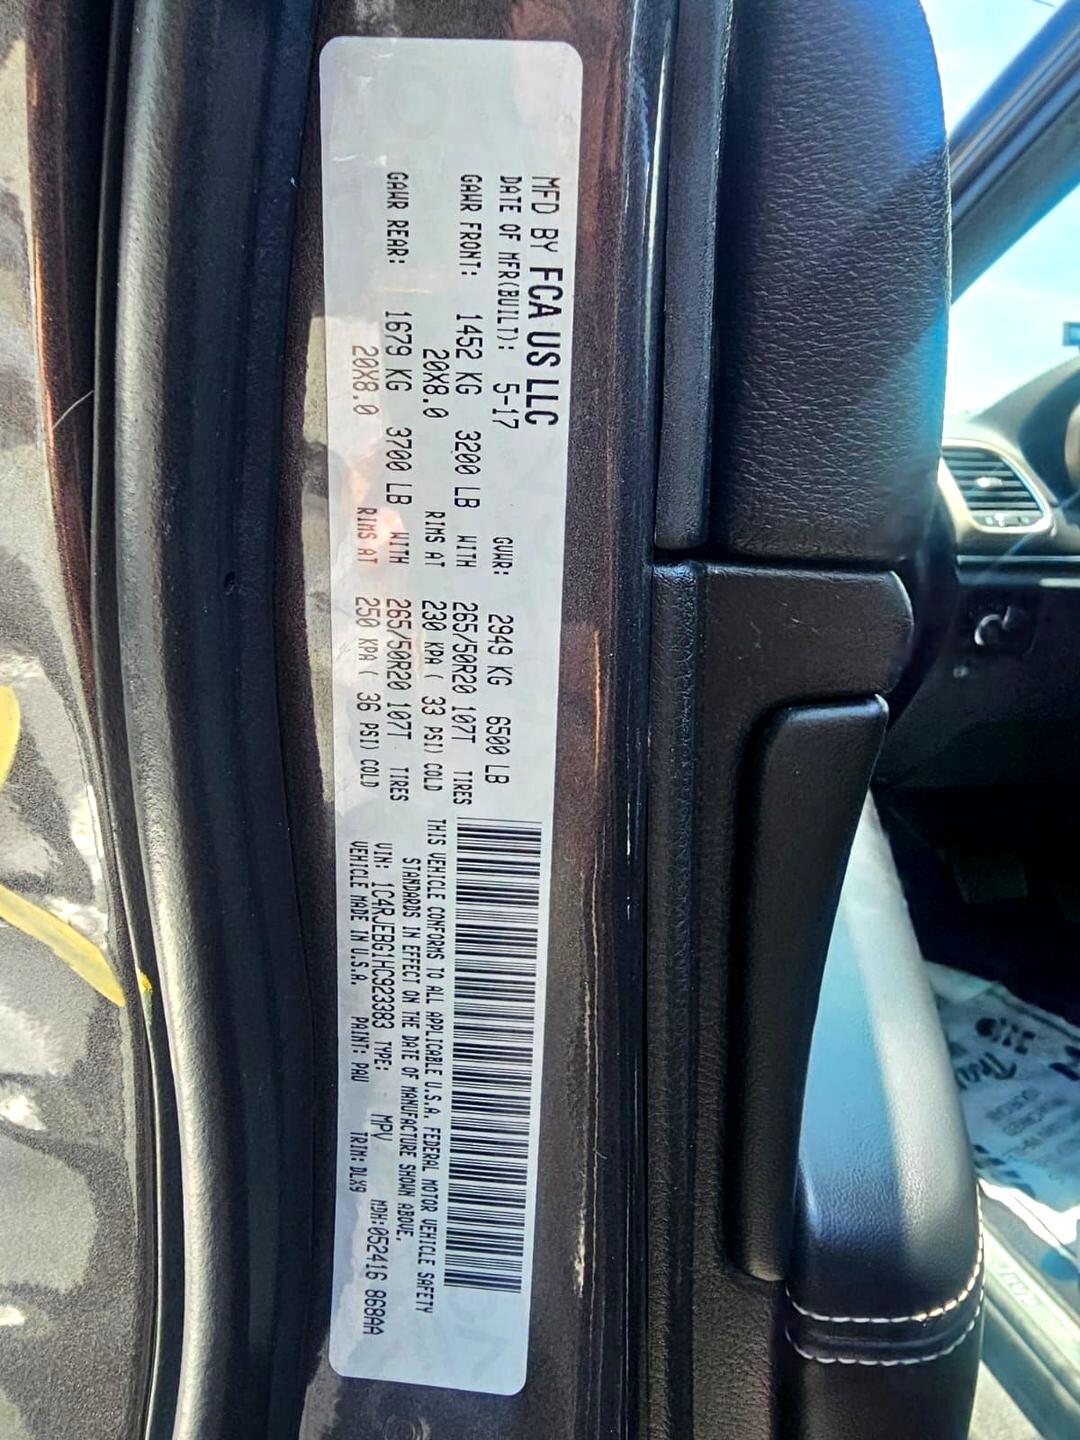 MFD BY FCA US LLC
DATE OF MFR(BUILT): 5-17 GVWR: 2949 KG 6500 LB
GAWR FRONT: 1452 KG 3200 LB WITH 265/50R20 107T TIRES
20X8.0 RIMS AT 230 KPA ( 33 PSI) COLD
GAWR REAR: 1679 KG 3700 LB WITH 265/50R20 107T TIRES
20X8.0 RIMS AT 250 KPA ( 36 PSI) COLD
THIS VEHICLE CONFORMS TO ALL APPLICABLE U.S.A. FEDERAL MOTOR VEHICLE SAFETY
STANDARDS IN EFFECT ON THE DATE OF MANUFACTURE SHOWN ABOVE.
VIN: 1C4RJEBG1HC923383 TYPE: MPV MDH:052416 868AA
VEHICLE MADE IN U.S.A. PAINT: PAU TRIM: DLX9